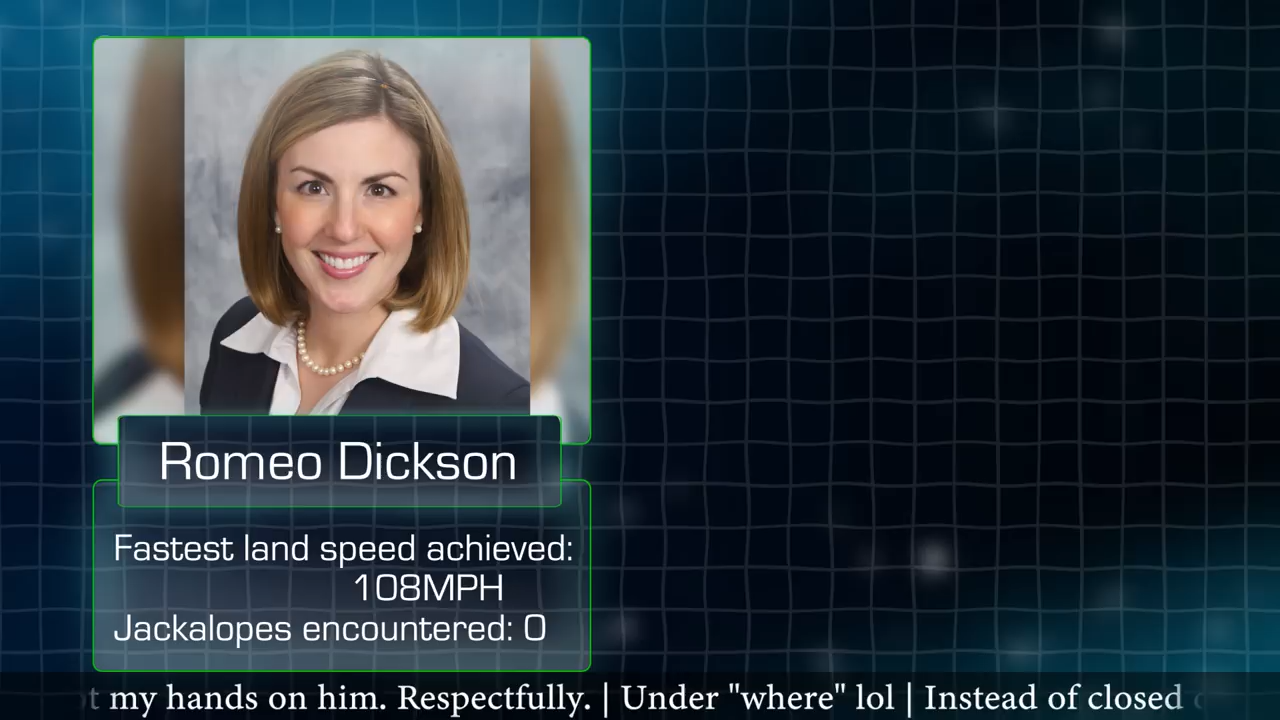 Romeo Dickson
Fastest land speed achieved:
108MPH
Jackalopes encountered: 0
my hands on him. Respectfully. | Under "where" lol | Instead of closed